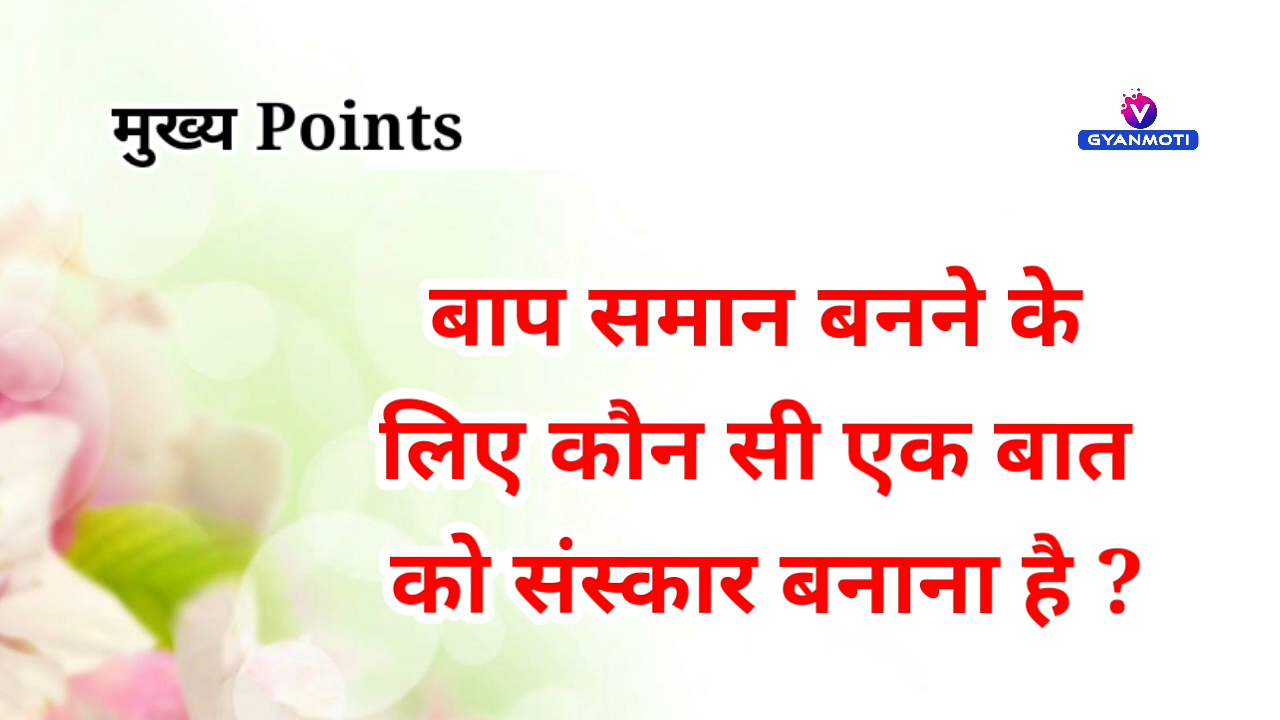 मुख्य Points
V
GYANMOTI
बाप समान बनने के
लिए कौन सी एक बात
को संस्कार बनाना है ?